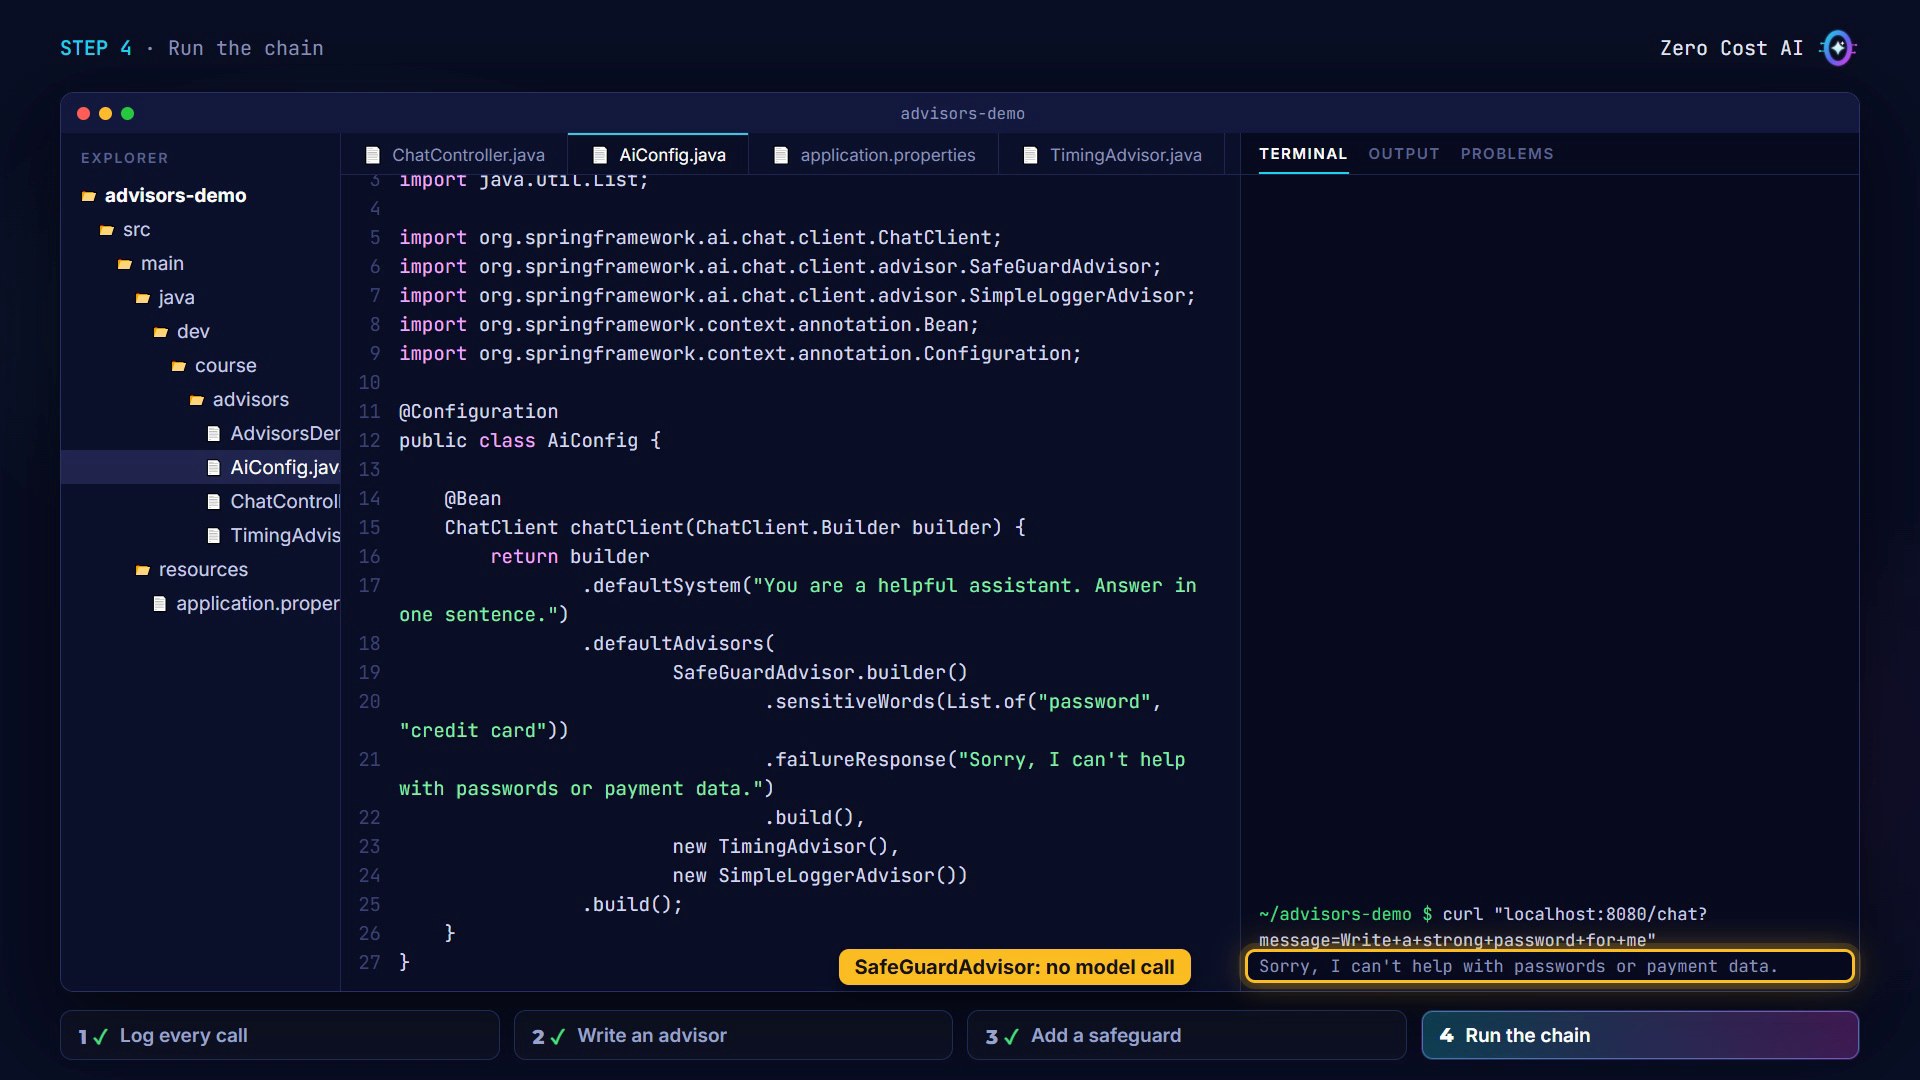 STEP 4 · Run the chain
Zero Cost AI
advisors-demo
EXPLORER
advisors-demo
src
main
java
dev
course
advisors
AdvisorsDer
AiConfig.jav
ChatControll
TimingAdvis
resources
application.proper
ChatController.java
AiConfig.java
application.properties
TimingAdvisor.java
3 import java.util.List;
4
5 import org.springframework.ai.chat.client.ChatClient;
6 import org.springframework.ai.chat.client.advisor.SafeGuardAdvisor;
7 import org.springframework.ai.chat.client.advisor.SimpleLoggerAdvisor;
8 import org.springframework.context.annotation.Bean;
9 import org.springframework.context.annotation.Configuration;
10
11 @Configuration
12 public class AiConfig {
13
14 @Bean
15 ChatClient chatClient(ChatClient.Builder builder) {
16 return builder
17 .defaultSystem("You are a helpful assistant. Answer in
one sentence.")
18 .defaultAdvisors(
19 SafeGuardAdvisor.builder()
20 .sensitiveWords(List.of("password",
"credit card"))
21 .failureResponse("Sorry, I can't help
with passwords or payment data.")
22 .build(),
23 new TimingAdvisor(),
24 new SimpleLoggerAdvisor())
25 .build();
26 }
27 }
SafeGuardAdvisor: no model call
TERMINAL OUTPUT PROBLEMS
~/advisors-demo $ curl "localhost:8080/chat?
message=Write+a+strong+password+for+me"
Sorry, I can't help with passwords or payment data.
1 ✓ Log every call
2 ✓ Write an advisor
3 ✓ Add a safeguard
4 Run the chain